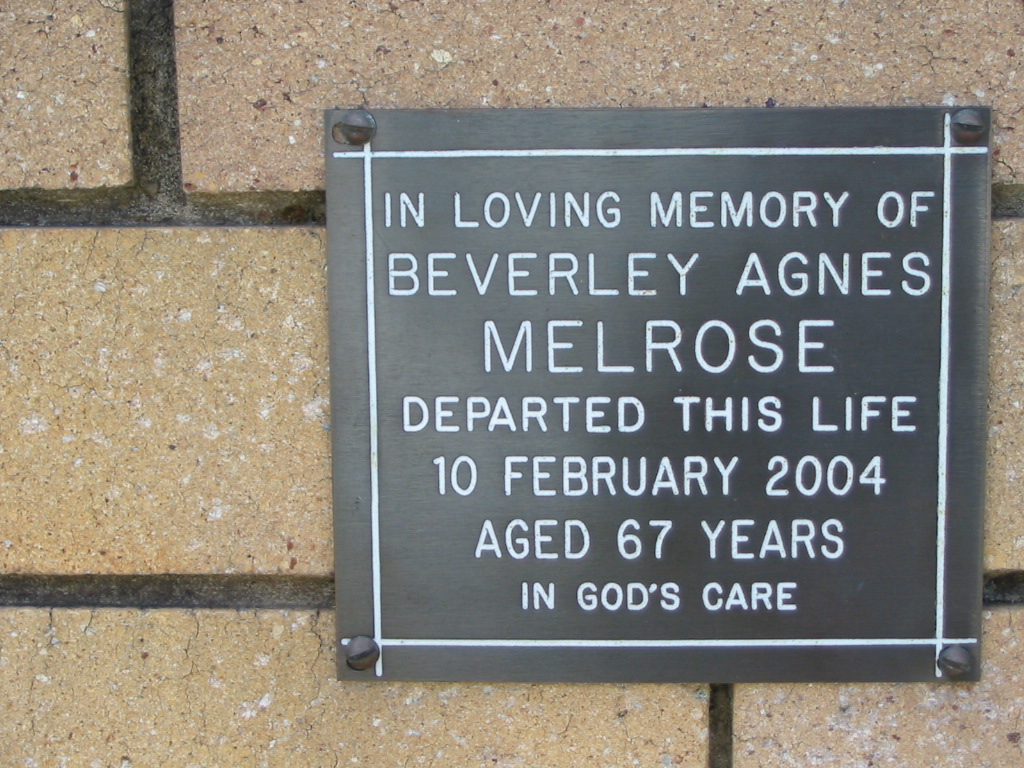 IN LOVING MEMORY OF
BEVERLEY AGNES
MELROSE
DEPARTED THIS LIFE
10 FEBRUARY 2004
AGED 67 YEARS
IN GOD'S CARE